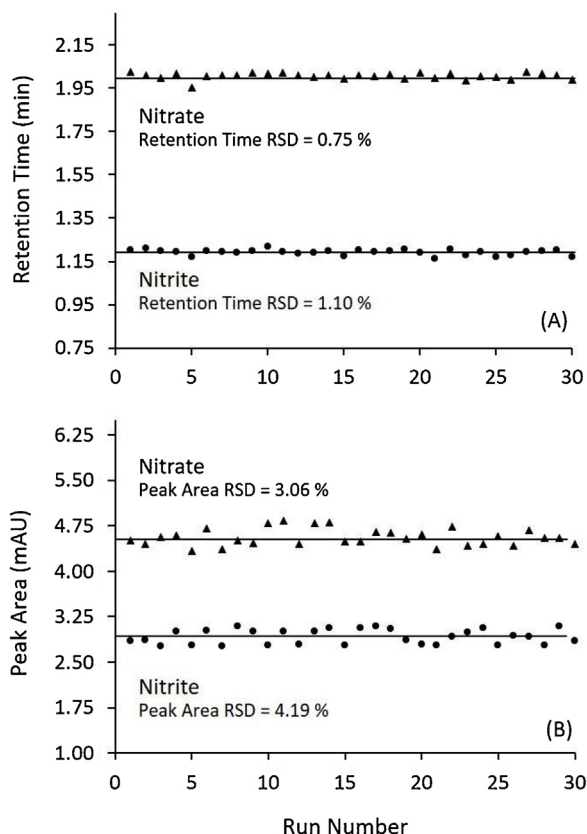 2.15
1.95
1.75
1.55
1.35
1.15
0.95
0.75
Retention Time (min)
Nitrate
Retention Time RSD = 0.75 %
Nitrite
Retention Time RSD = 1.10 %
(A)
0 5 10 15 20 25 30
6.25
5.50
4.75
4.00
3.25
2.50
1.75
1.00
Peak Area (mAU)
Nitrate
Peak Area RSD = 3.06 %
Nitrite
Peak Area RSD = 4.19 %
(B)
0 5 10 15 20 25 30
Run Number